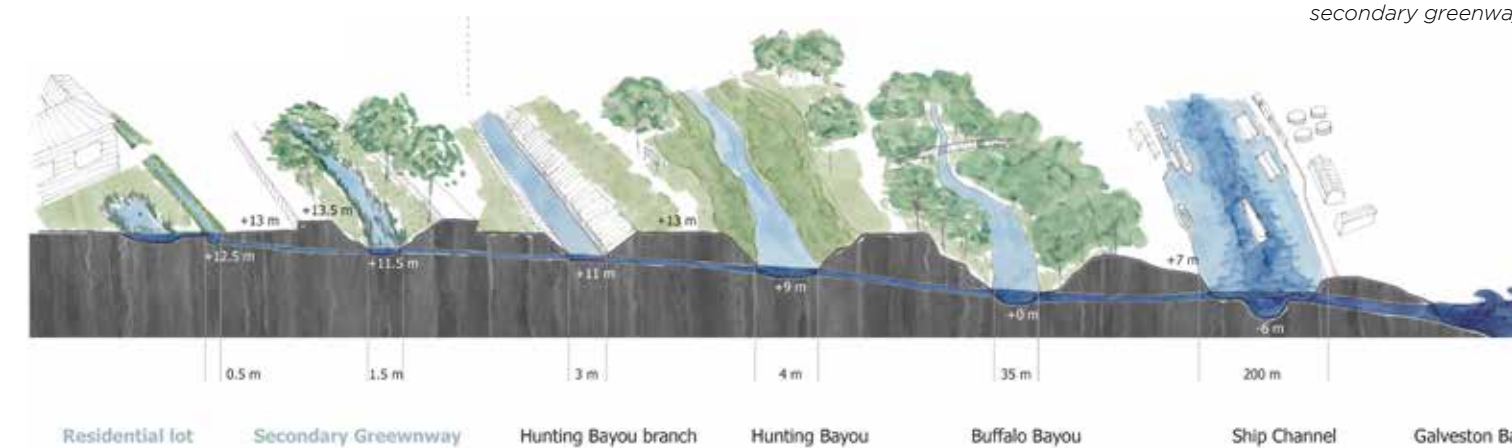 secondary greenwa
+13 m
+13.5 m
+13 m
+7 m
+12.5 m
+11.5 m
+11 m
+9 m
+0 m
-6 m
0.5 m
1.5 m
3 m
4 m
35 m
200 m
Residential lot
Secondary Greewnway
Hunting Bayou branch
Hunting Bayou
Buffalo Bayou
Ship Channel
Galveston B